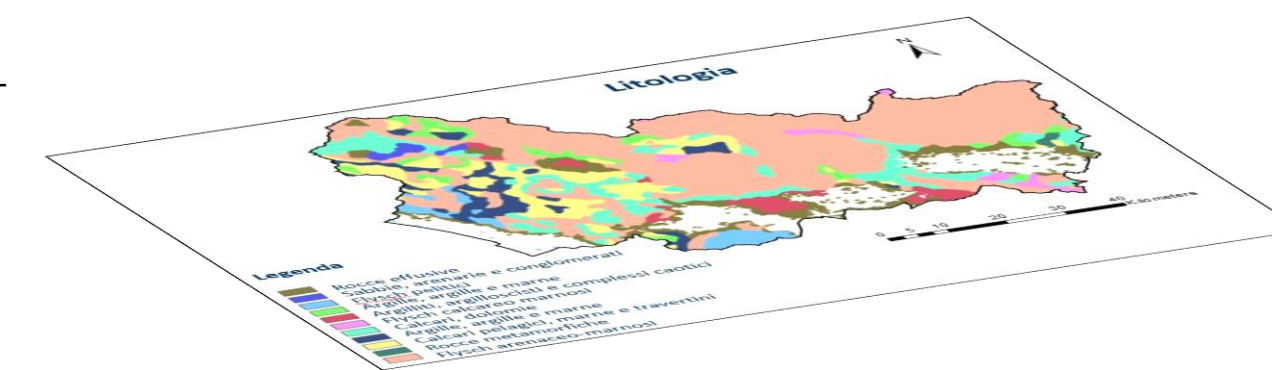 N
Litologia
0 5 10 20 30 40
Legenda
Rocce effusive
Sabbie, arenarie e conglomerati
Flysch pelitici
Argille, argille e marne
Argilliti, argilloscisti e complessi caotici
Flysch calcareo marnosi
Calcari, dolomie
Argille, argille e marne
Calcari pelagici, marne e travertini
Rocce metamorfiche
Flysch arenaceo-marnosi